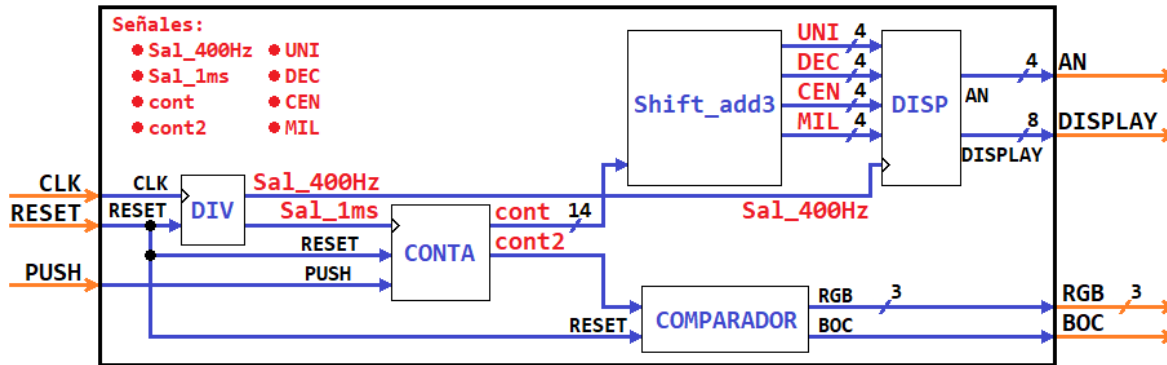 Señales:
Sal_400Hz UNI
Sal_1ms DEC
cont CEN
cont2 MIL
UNI 4
DEC 4
CEN 4
MIL 4
Shift_add3
DISP
4 AN
AN
8 DISPLAY
DISPLAY
CLK CLK
RESET RESET
DIV
Sal_400Hz
Sal_1ms
Sal_400Hz
cont 14
cont2
RESET
CONTA
PUSH PUSH
RGB 3 RGB 3
RESET COMPARADOR BOC BOC